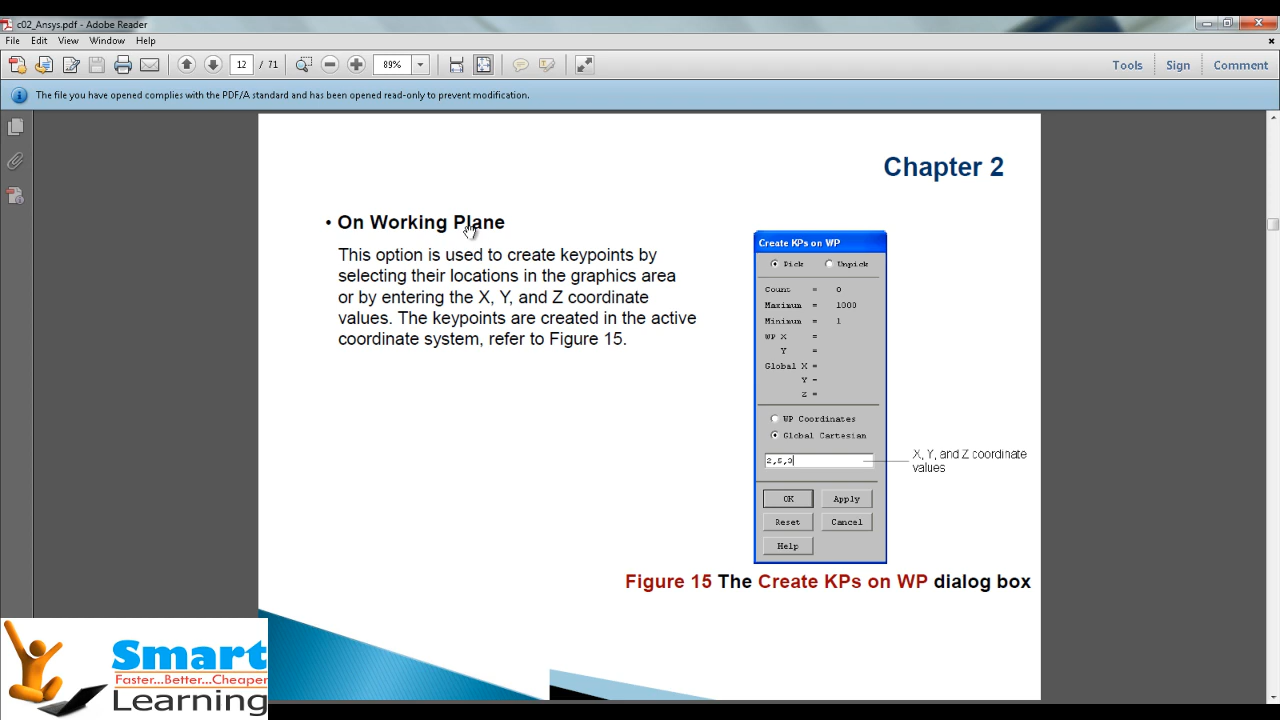 c02_Ansys.pdf - Adobe Reader
File Edit View Window Help
12 / 71 89% Tools Sign Comment
The file you have opened complies with the PDF/A standard and has been opened read-only to prevent modification.
Chapter 2
• On Working Plane
This option is used to create keypoints by
selecting their locations in the graphics area
or by entering the X, Y, and Z coordinate
values. The keypoints are created in the active
coordinate system, refer to Figure 15.
Create KPs on WP
Pick Unpick
Count = 0
Maximum = 1000
Minimum = 1
WP X =
Y =
Global X =
Y =
Z =
WP Coordinates
Global Cartesian
X, Y, and Z coordinate
values
OK Apply
Reset Cancel
Help
Figure 15 The Create KPs on WP dialog box
Smart
Faster...Better...Cheaper
Learning